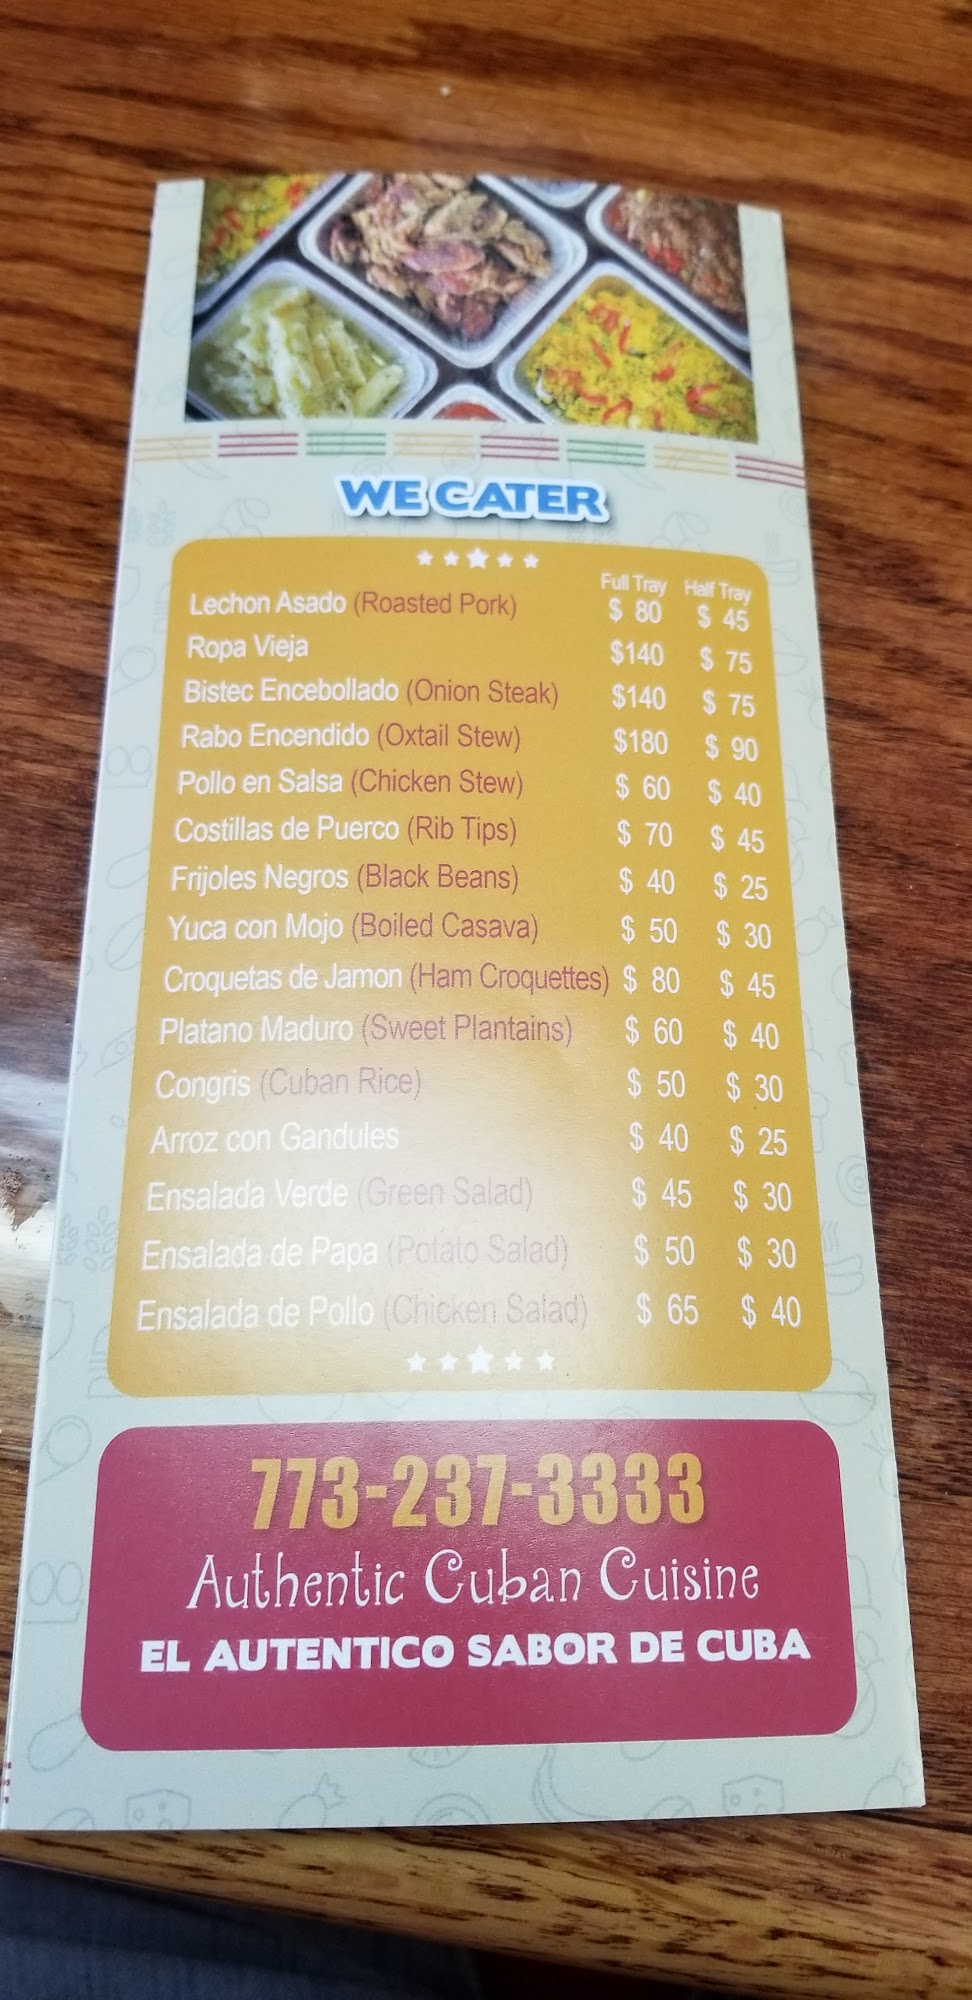 WE CATER
Full Tray Half Tray
Lechon Asado (Roasted Pork) $ 80 $ 45
Ropa Vieja $140 $ 75
Bistec Encebollado (Onion Steak) $140 $ 75
Rabo Encendido (Oxtail Stew) $180 $ 90
Pollo en Salsa (Chicken Stew) $ 60 $ 40
Costillas de Puerco (Rib Tips) $ 70 $ 45
Frijoles Negros (Black Beans) $ 40 $ 25
Yuca con Mojo (Boiled Casava) $ 50 $ 30
Croquetas de Jamon (Ham Croquettes) $ 80 $ 45
Platano Maduro (Sweet Plantains) $ 60 $ 40
Congris (Cuban Rice) $ 50 $ 30
Arroz con Gandules $ 40 $ 25
Ensalada Verde (Green Salad) $ 45 $ 30
Ensalada de Papa (Potato Salad) $ 50 $ 30
Ensalada de Pollo (Chicken Salad) $ 65 $ 40
773-237-3333
Authentic Cuban Cuisine
EL AUTENTICO SABOR DE CUBA